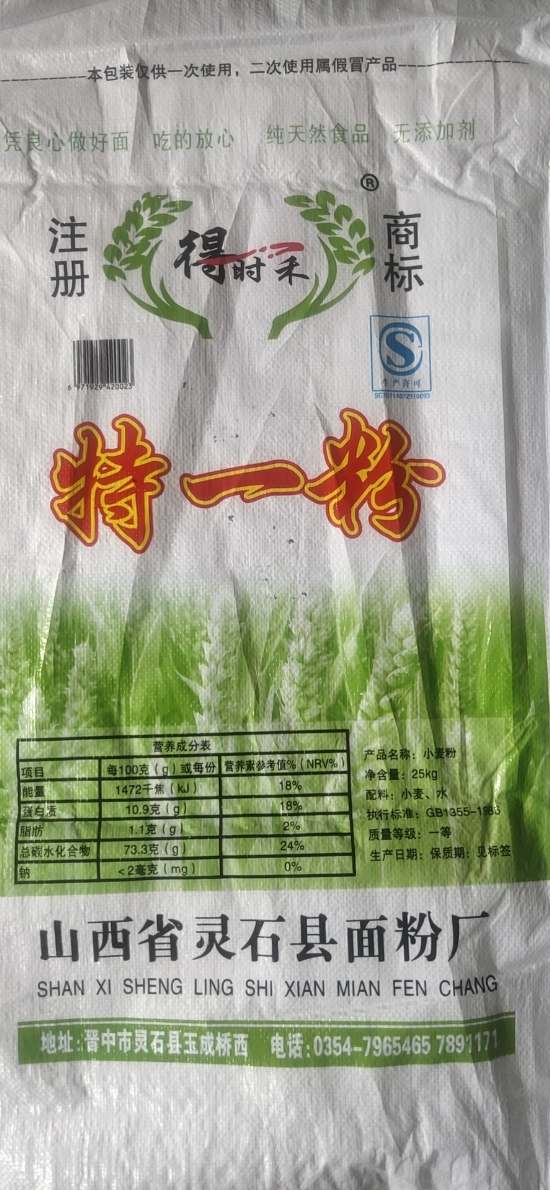 本包装仅供一次使用，二次使用属假冒产品
凭良心做好面 吃的放心 纯天然食品 无添加剂
®
注册 得时禾 商标
6 971929 420023
S
生产许可
特一粉
营养成分表
项目 每100克（g）或每份 营养素参考值%（NRV%）
能量 1472千焦（KJ） 18%
蛋白质 10.9克（g） 18%
脂肪 1.1克（g） 2%
总碳水化合物 73.3克（g） 24%
钠 <2毫克（mg） 0%
产品名称：小麦粉
净含量：25kg
配料：小麦、水
执行标准：GB1355-1986
质量等级：一等
生产日期：保质期：见标签
山西省灵石县面粉厂
SHAN XI SHENG LING SHI XIAN MIAN FEN CHANG
地址：晋中市灵石县玉成桥西 电话：0354-7965465